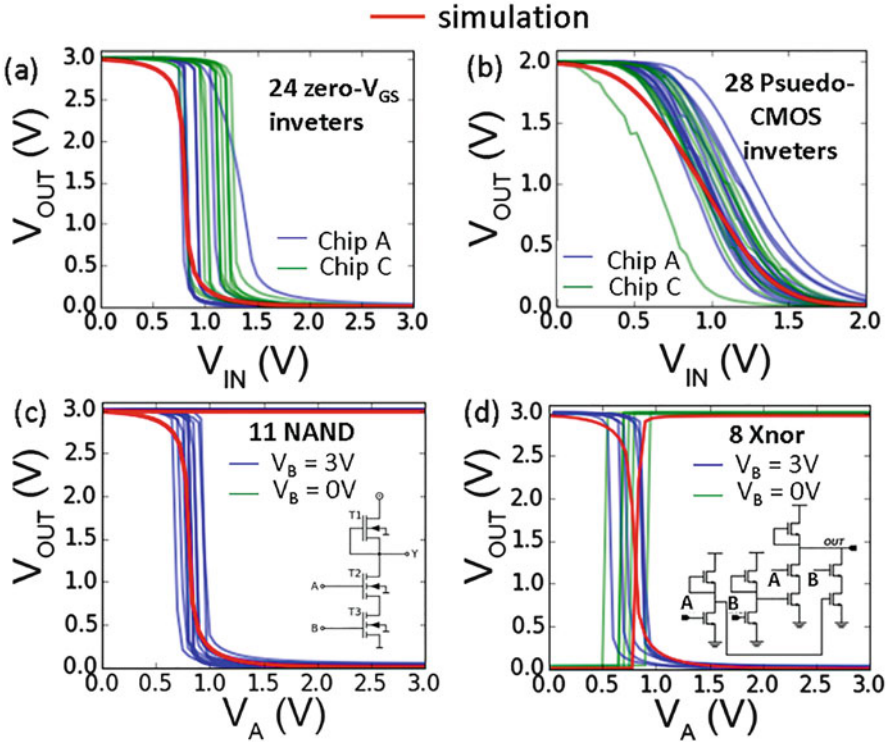 simulation
(a)
24 zero-VGS
inveters
Chip A
Chip C
VOUT (V)
3.0
2.5
2.0
1.5
1.0
0.5
0.0
0.0 0.5 1.0 1.5 2.0 2.5 3.0
VIN (V)
(b)
28 Psuedo-
CMOS
inveters
Chip A
Chip C
VOUT (V)
2.0
1.5
1.0
0.5
0.0
0.0 0.5 1.0 1.5 2.0
VIN (V)
(c)
11 NAND
VB = 3V
VB = 0V
T1
Y
A
T2
T3
B
VOUT (V)
3.0
2.5
2.0
1.5
1.0
0.5
0.0
0.0 0.5 1.0 1.5 2.0 2.5 3.0
VA (V)
(d)
8 Xnor
VB = 3V
VB = 0V
OUT
A B
A B
VOUT (V)
3.0
2.5
2.0
1.5
1.0
0.5
0.0
0.0 0.5 1.0 1.5 2.0 2.5 3.0
VA (V)